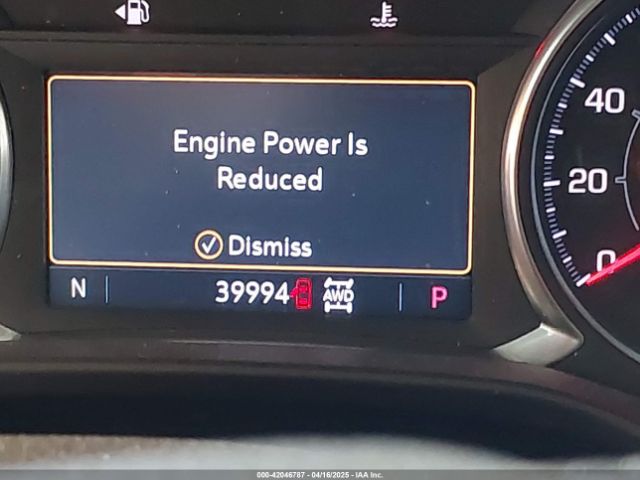 Engine Power Is
Reduced
Dismiss
N 39994 AWD P
40
20
0
000-42046787 - 04/16/2025 - IAA Inc.